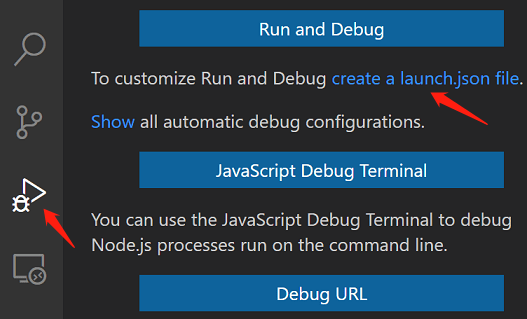 Run and Debug
To customize Run and Debug create a launch.json file.
Show all automatic debug configurations.
JavaScript Debug Terminal
You can use the JavaScript Debug Terminal to debug
Node.js processes run on the command line.
Debug URL